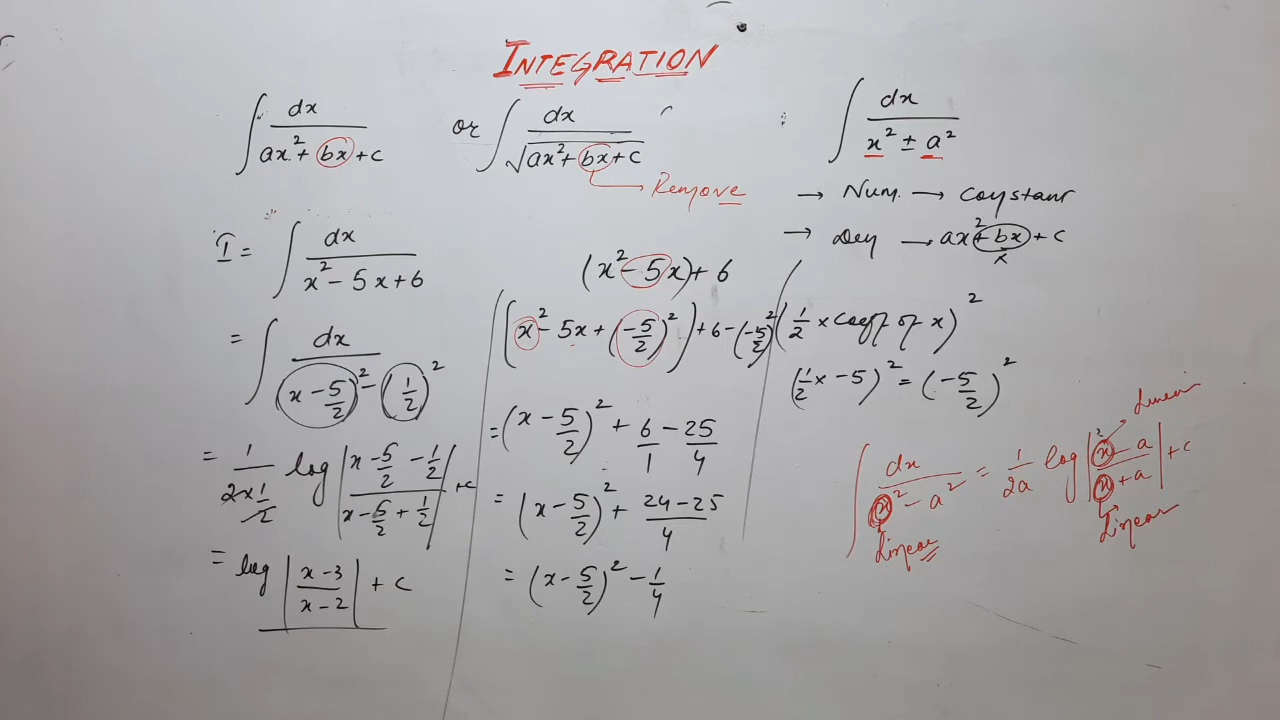 INTEGRATION
∫ dx / (ax² + bx + c) or ∫ dx / √(ax² + bx + c)
Remove
∫ dx / (x² ± a²)
→ Num. → constant
→ Den → ax² + bx + c
x
I = ∫ dx / (x² - 5x + 6)
= ∫ dx / ((x - 5/2)² - (1/2)²)
= 1/(2 × 1/2) log |(x - 5/2 - 1/2) / (x - 5/2 + 1/2)| + c
= log |(x - 3) / (x - 2)| + c
(x² - 5x) + 6
[x² - 5x + (-5/2)²] + 6 - (-5/2)²
= (x - 5/2)² + 6/1 - 25/4
= (x - 5/2)² + (24 - 25)/4
= (x - 5/2)² - 1/4
(1/2 × coeff of x)²
(1/2 × -5)² = (-5/2)²
∫ dx / (x² - a²) = 1/2a log |(x - a) / (x + a)| + c
Linear
Linear
Linear